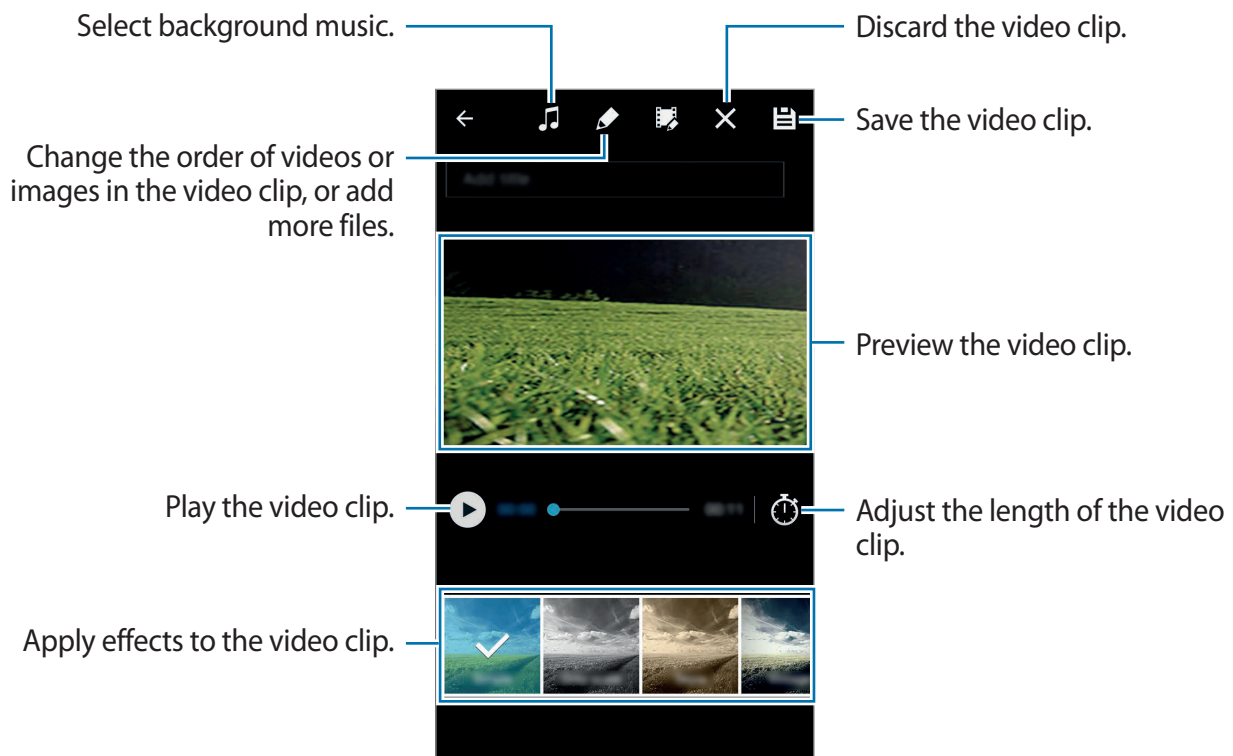 Select background music.
Discard the video clip.
Save the video clip.
Change the order of videos or
images in the video clip, or add
more files.
Add title
Preview the video clip.
Play the video clip.
Adjust the length of the video
clip.
Apply effects to the video clip.